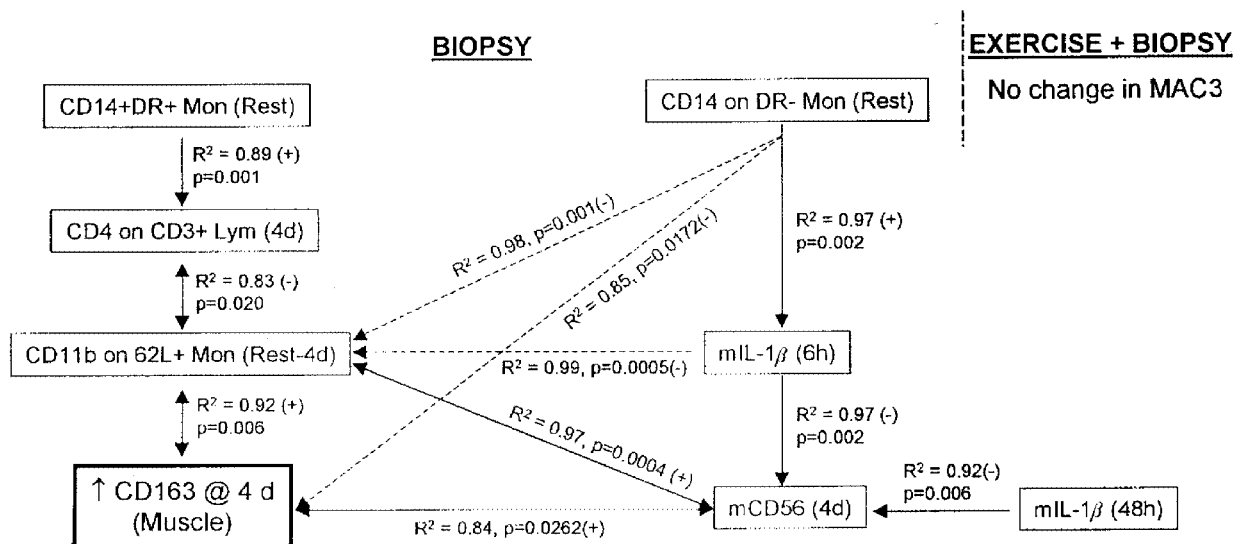 BIOPSY
EXERCISE + BIOPSY
No change in MAC3
CD14+DR+ Mon (Rest)
CD14 on DR- Mon (Rest)
R² = 0.89 (+)
p=0.001
CD4 on CD3+ Lym (4d)
R² = 0.98, p=0.001(-)
R² = 0.85, p=0.0172(-)
R² = 0.97 (+)
p=0.002
R² = 0.83 (-)
p=0.020
CD11b on 62L+ Mon (Rest-4d)
mIL-1β (6h)
R² = 0.99, p=0.0005(-)
R² = 0.92 (+)
p=0.006
R² = 0.97, p=0.0004 (+)
R² = 0.97 (-)
p=0.002
↑ CD163 @ 4 d
(Muscle)
R² = 0.84, p=0.0262(+)
mCD56 (4d)
R² = 0.92(-)
p=0.006
mIL-1β (48h)